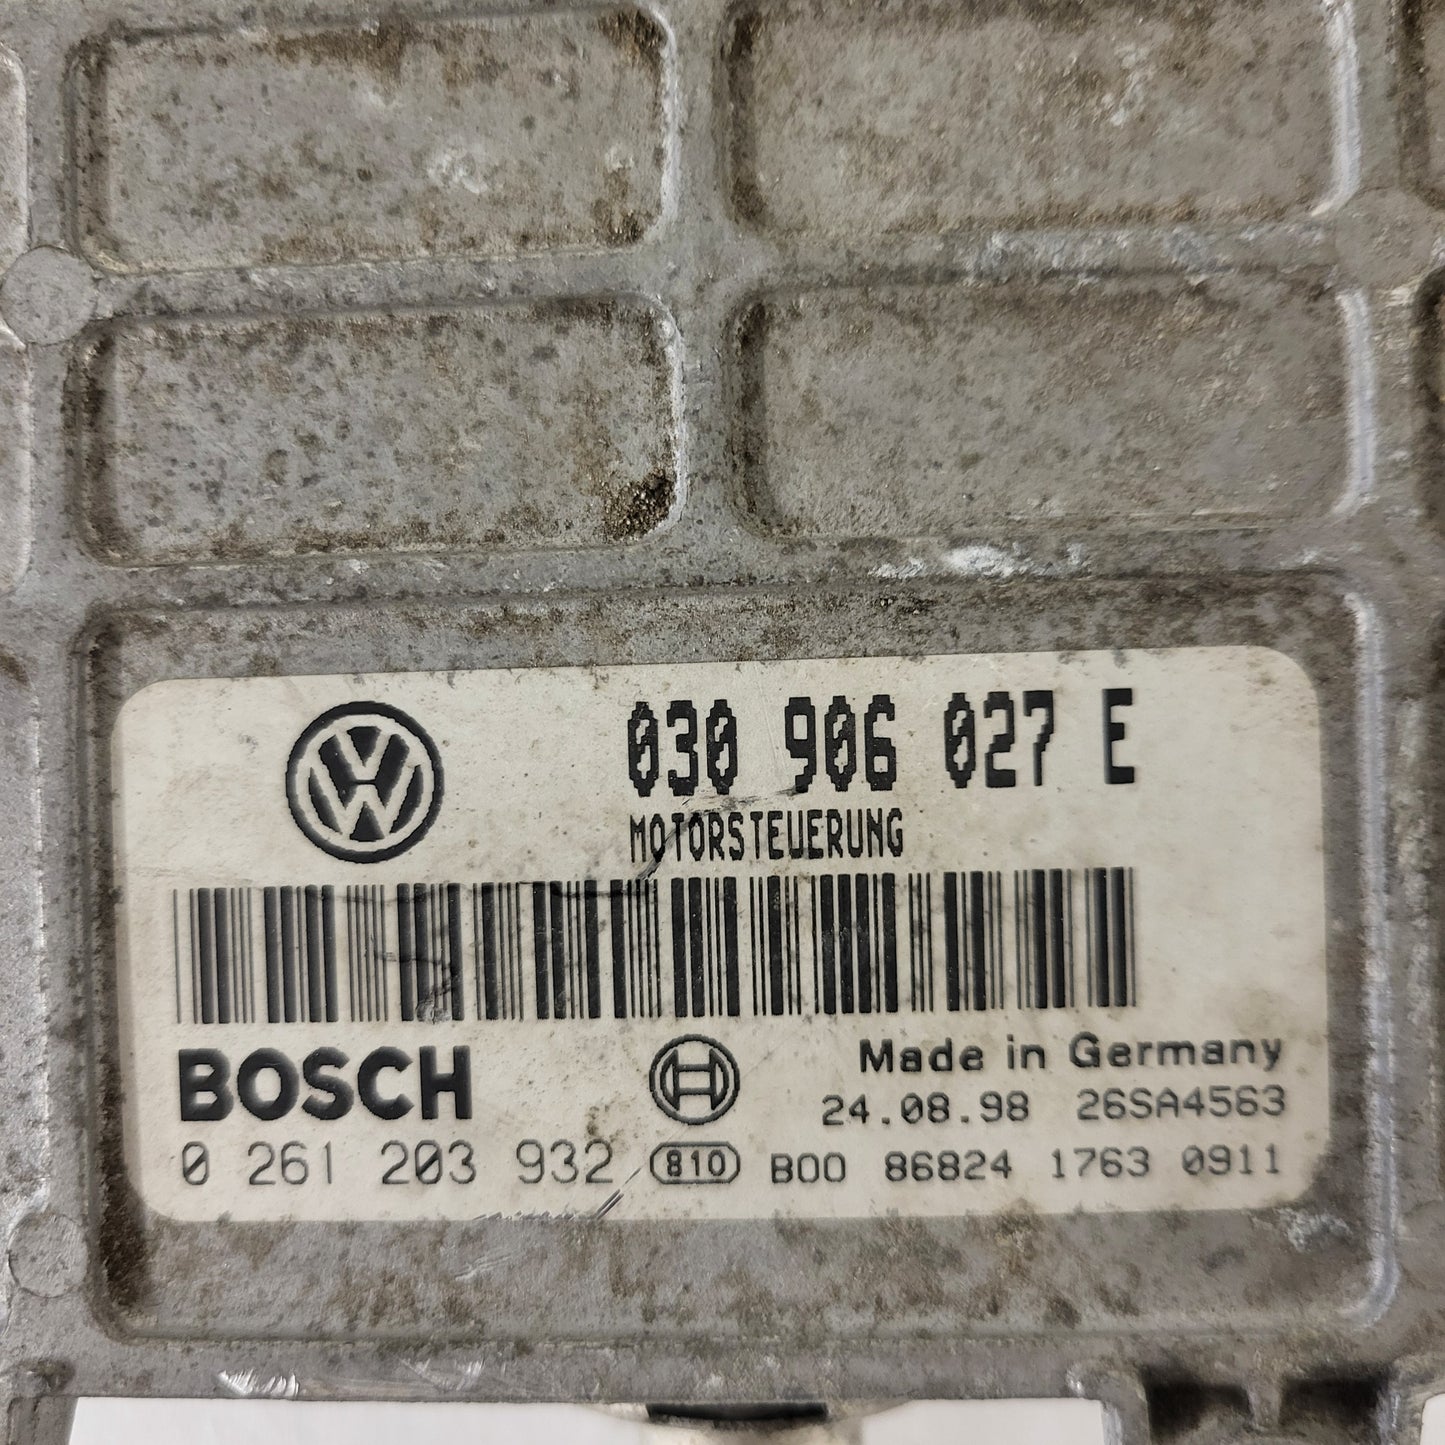 030 906 027 E
MOTORSTEUERUNG
BOSCH
Made in Germany
24.08.98 26SA4563
0 261 203 932 810 B00 86824 1763 0911